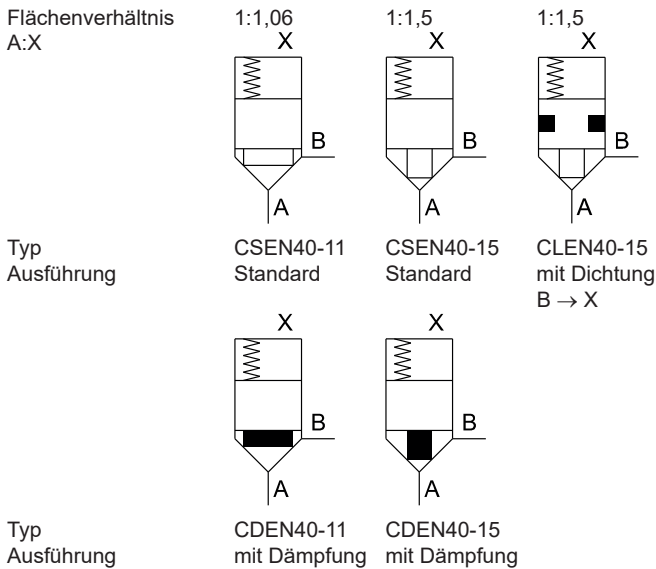 Flächenverhältnis 1:1,06 1:1,5 1:1,5
A:X X X X
B B B
A A A
Typ CSEN40-11 CSEN40-15 CLEN40-15
Ausführung Standard Standard mit Dichtung
B → X
X X
B B
A A
Typ CDEN40-11 CDEN40-15
Ausführung mit Dämpfung mit Dämpfung